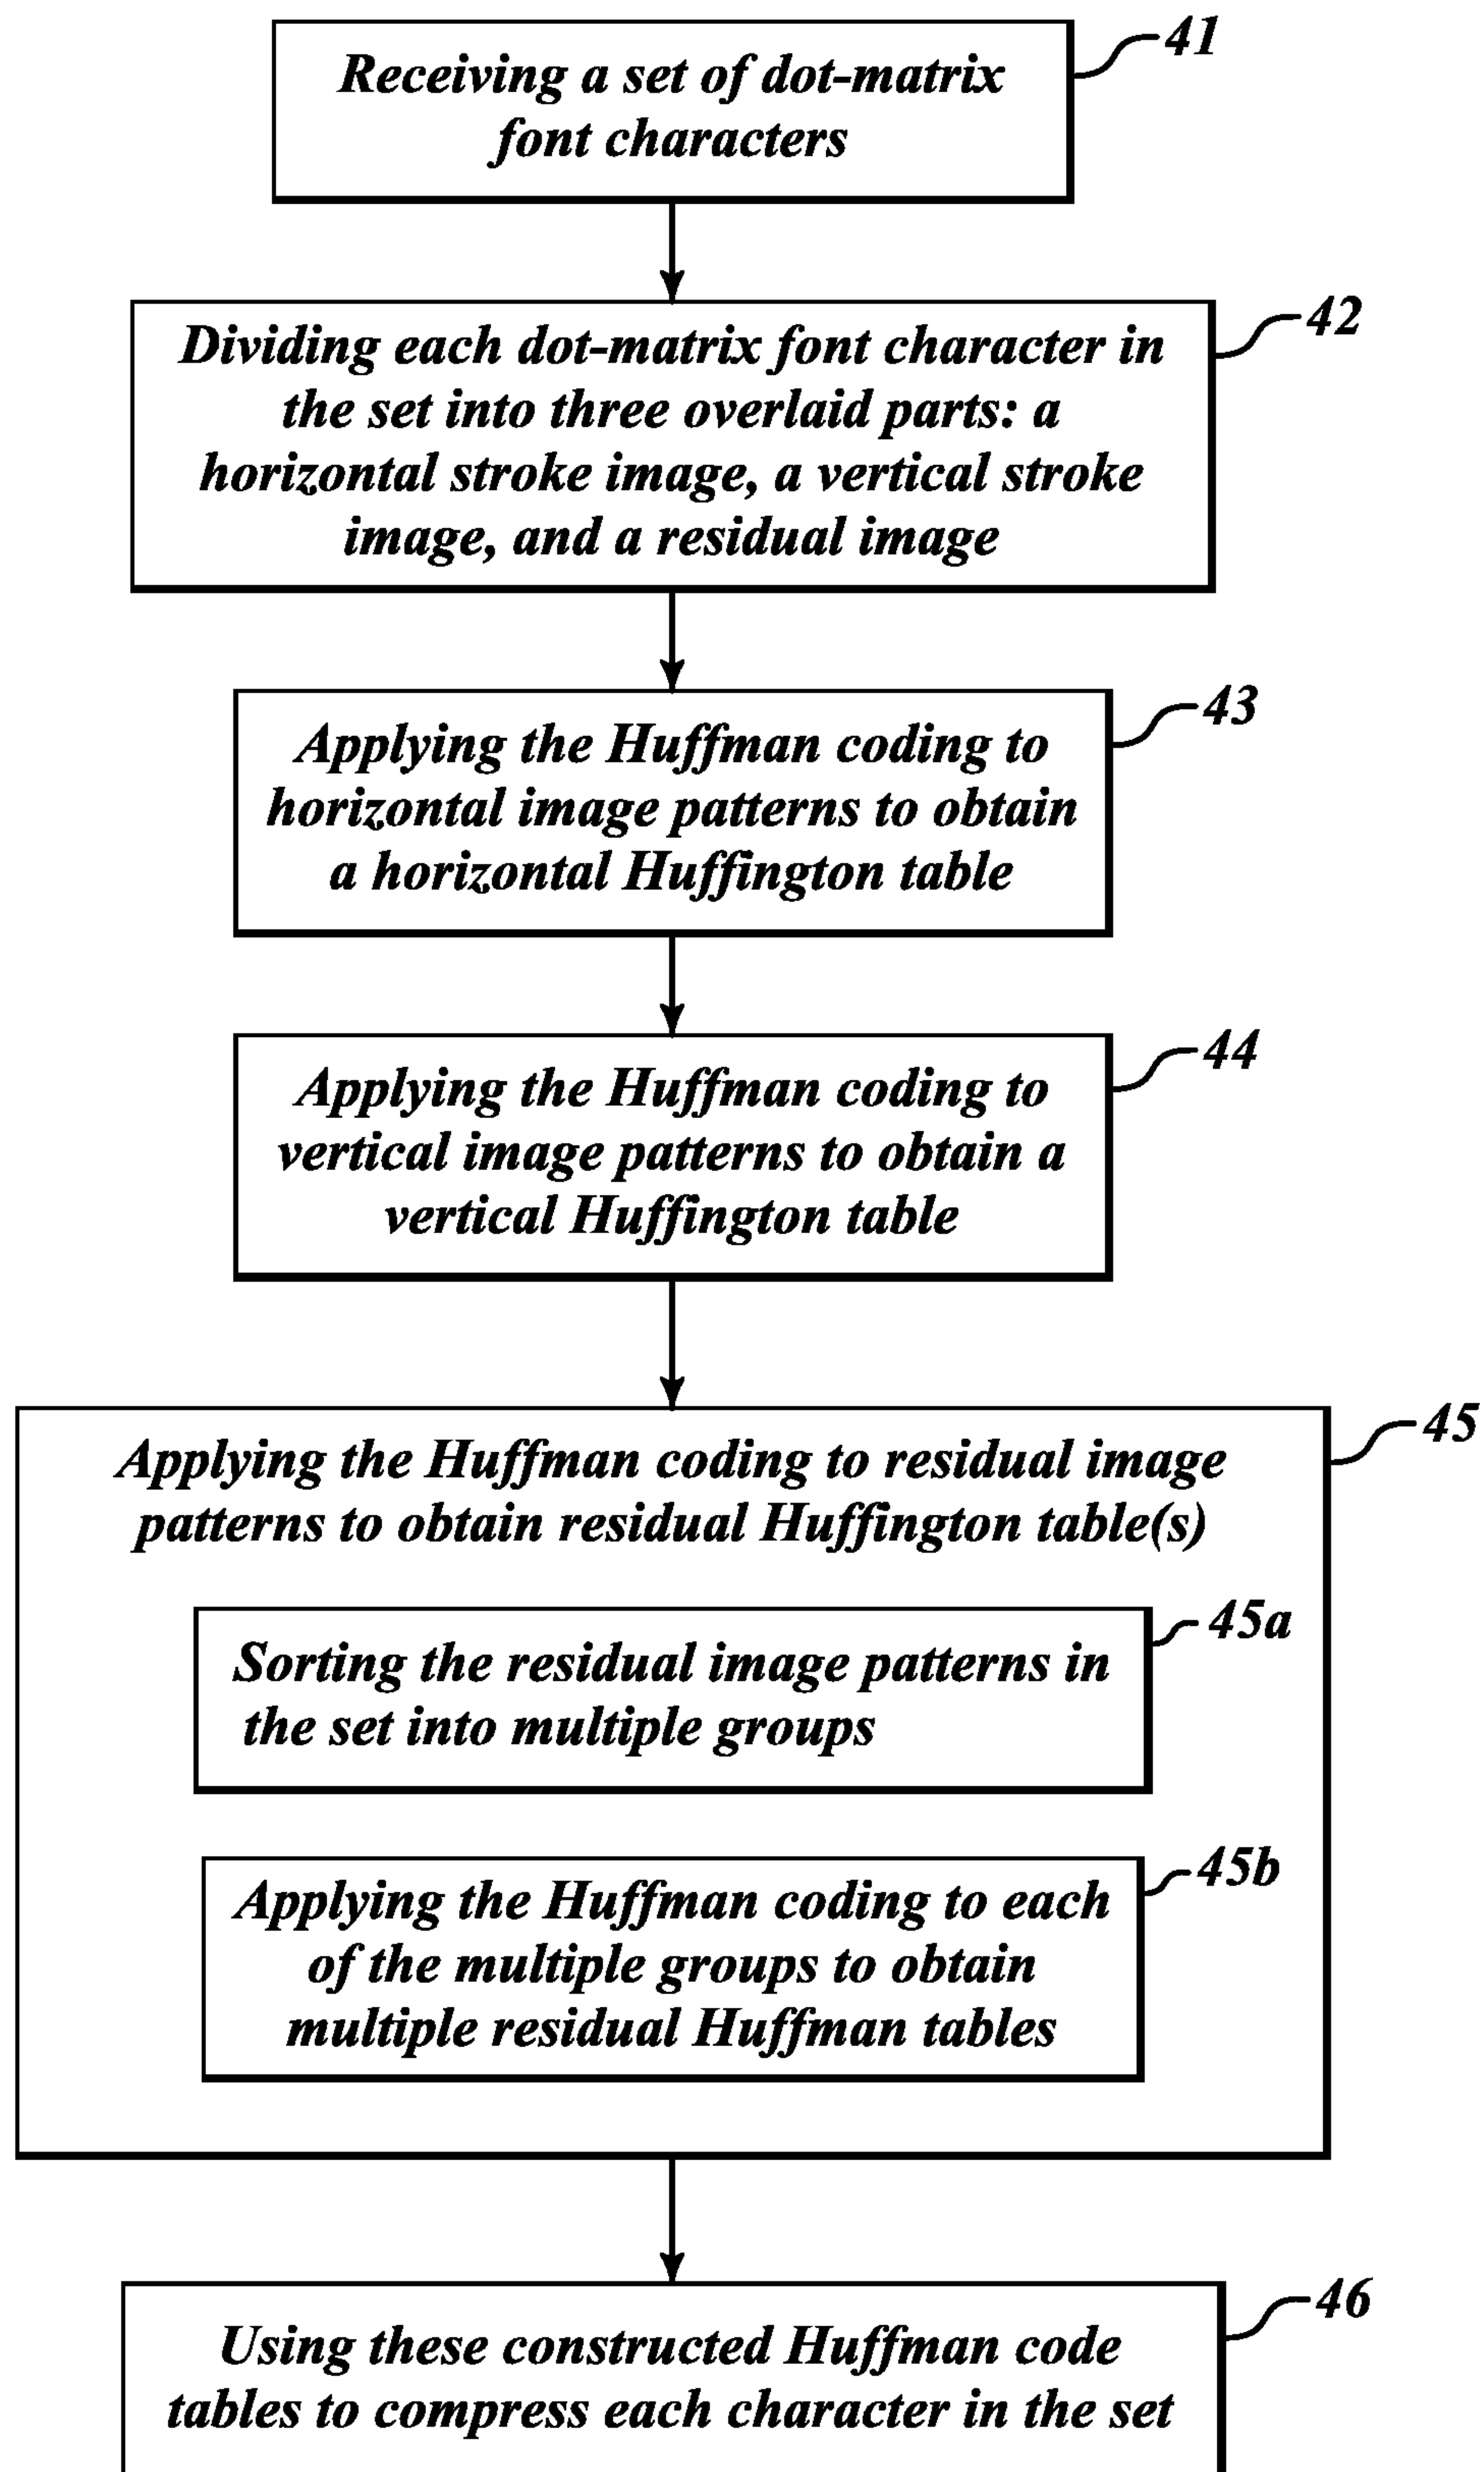 Receiving a set of dot-matrix
font characters
41
Dividing each dot-matrix font character in
the set into three overlaid parts: a
horizontal stroke image, a vertical stroke
image, and a residual image
42
Applying the Huffman coding to
horizontal image patterns to obtain
a horizontal Huffington table
43
Applying the Huffman coding to
vertical image patterns to obtain a
vertical Huffington table
44
Applying the Huffman coding to residual image
patterns to obtain residual Huffington table(s)
45
Sorting the residual image patterns in
the set into multiple groups
45a
Applying the Huffman coding to each
of the multiple groups to obtain
multiple residual Huffman tables
45b
Using these constructed Huffman code
tables to compress each character in the set
46